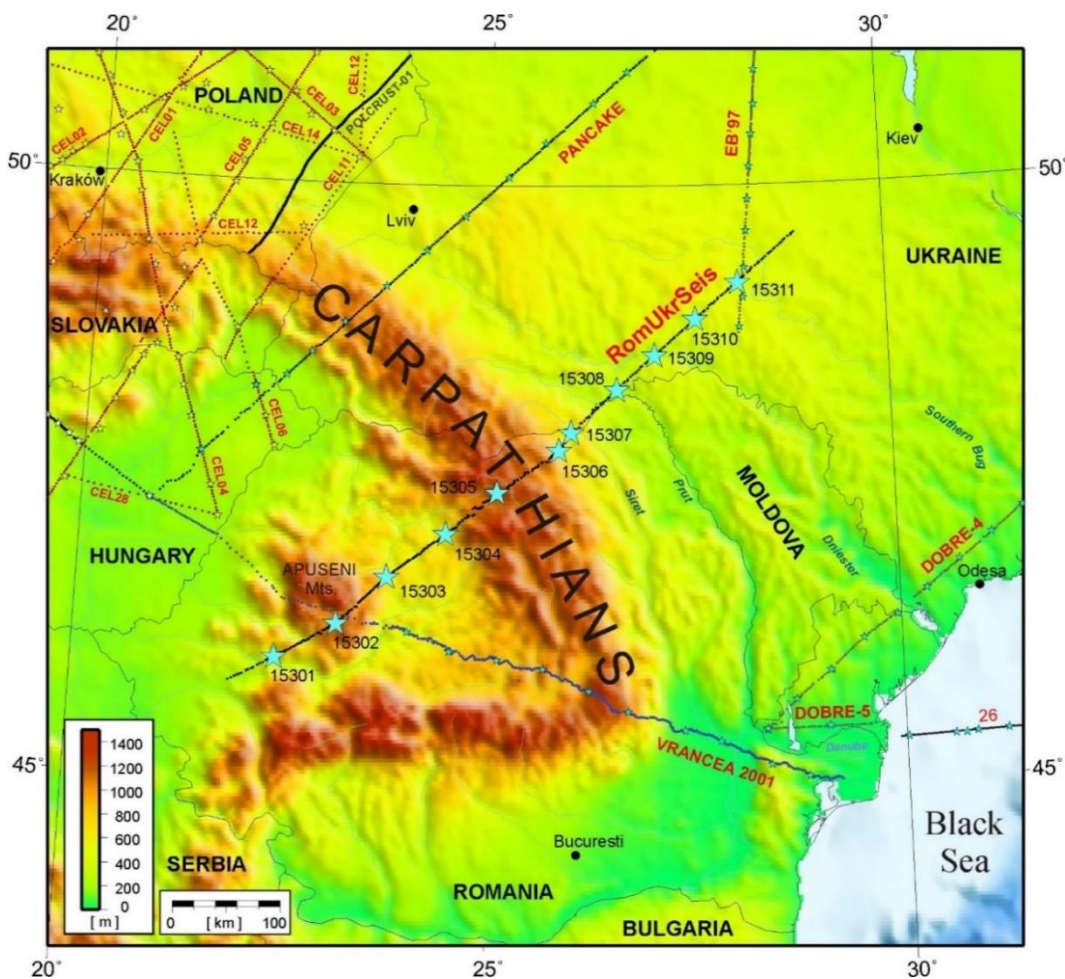 20°
25°
30°
POLAND
CEL12
POLCRUST-01
CEL03
CEL01
CEL02
CEL14
CEL05
CEL11
PANCAKE
EB'97
Kiev
50°
50°
Kraków
Lviv
CEL12
UKRAINE
SLOVAKIA
CARPATHIANS
RomUkrSeis
15311
15310
15309
15308
15307
15306
15305
15304
15303
15302
15301
CEL06
CEL04
CEL28
HUNGARY
APUSENI
Mts.
Siret
Prut
MOLDOVA
Dniester
Southern Bug
DOBRE-4
Odesa
DOBRE-5
26
Danube
VRANCEA 2001
45°
45°
1400
1200
1000
800
600
400
200
0
[ m ]
SERBIA
0 [ km ] 100
Bucuresti
ROMANIA
BULGARIA
Black
Sea
20°
25°
30°